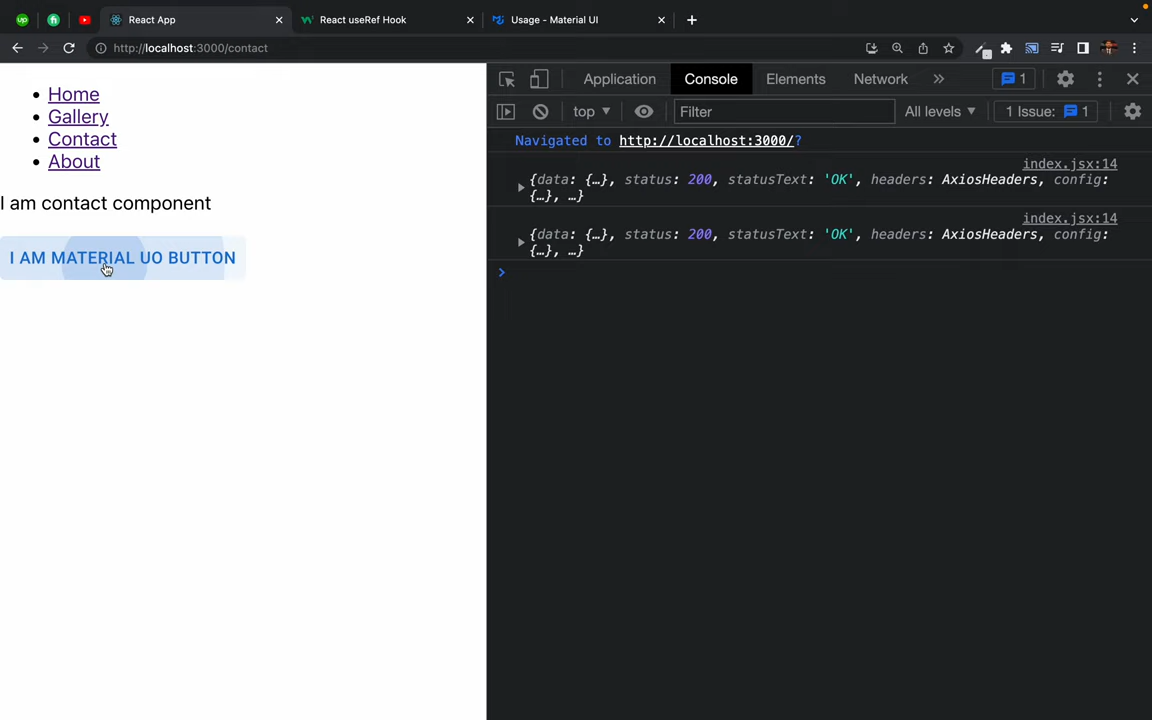 up
React App
React useRef Hook
Usage - Material UI
http://localhost:3000/contact
Home
Gallery
Contact
About
I am contact component
I AM MATERIAL UO BUTTON
Application
Console
Elements
Network
1
top
Filter
All levels
1 Issue:
1
Navigated to http://localhost:3000/?
index.jsx:14
{data: {…}, status: 200, statusText: 'OK', headers: AxiosHeaders, config:
{…}, …}
index.jsx:14
{data: {…}, status: 200, statusText: 'OK', headers: AxiosHeaders, config:
{…}, …}